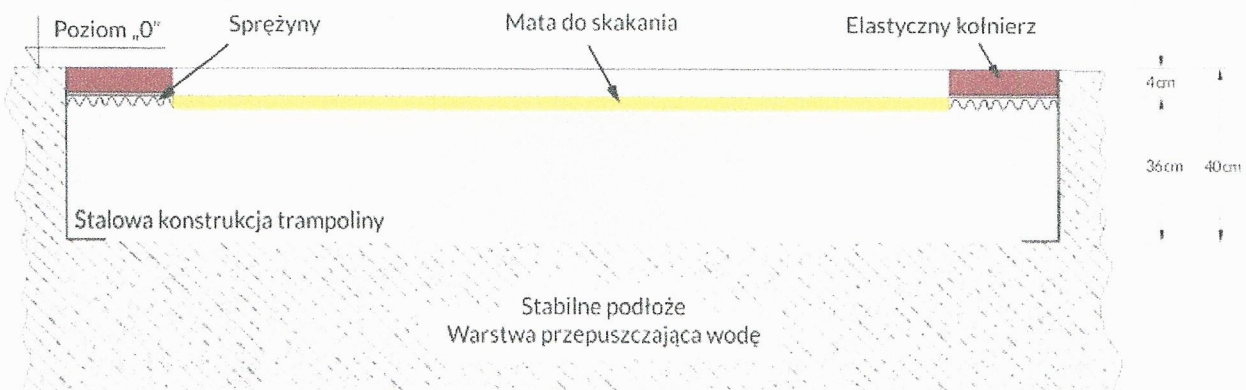 Poziom „0”
Sprężyny
Mata do skakania
Elastyczny kołnierz
4cm
36cm
40cm
Stalowa konstrukcja trampoliny
Stabilne podłoże
Warstwa przepuszczająca wodę